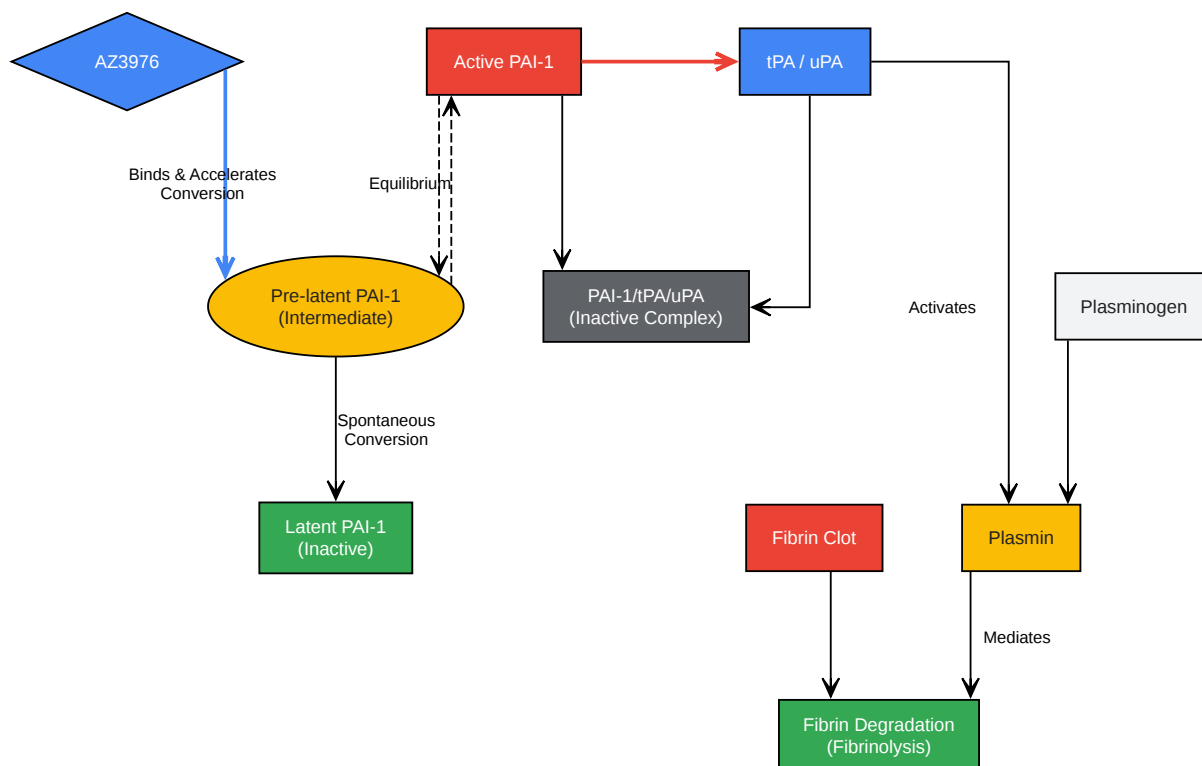 AZ3976
Active PAI-1
tPA / uPA
Binds & Accelerates
Conversion
Equilibrium
Pre-latent PAI-1
(Intermediate)
PAI-1/tPA/uPA
(Inactive Complex)
Activates
Plasminogen
Spontaneous
Conversion
Latent PAI-1
(Inactive)
Fibrin Clot
Plasmin
Mediates
Fibrin Degradation
(Fibrinolysis)